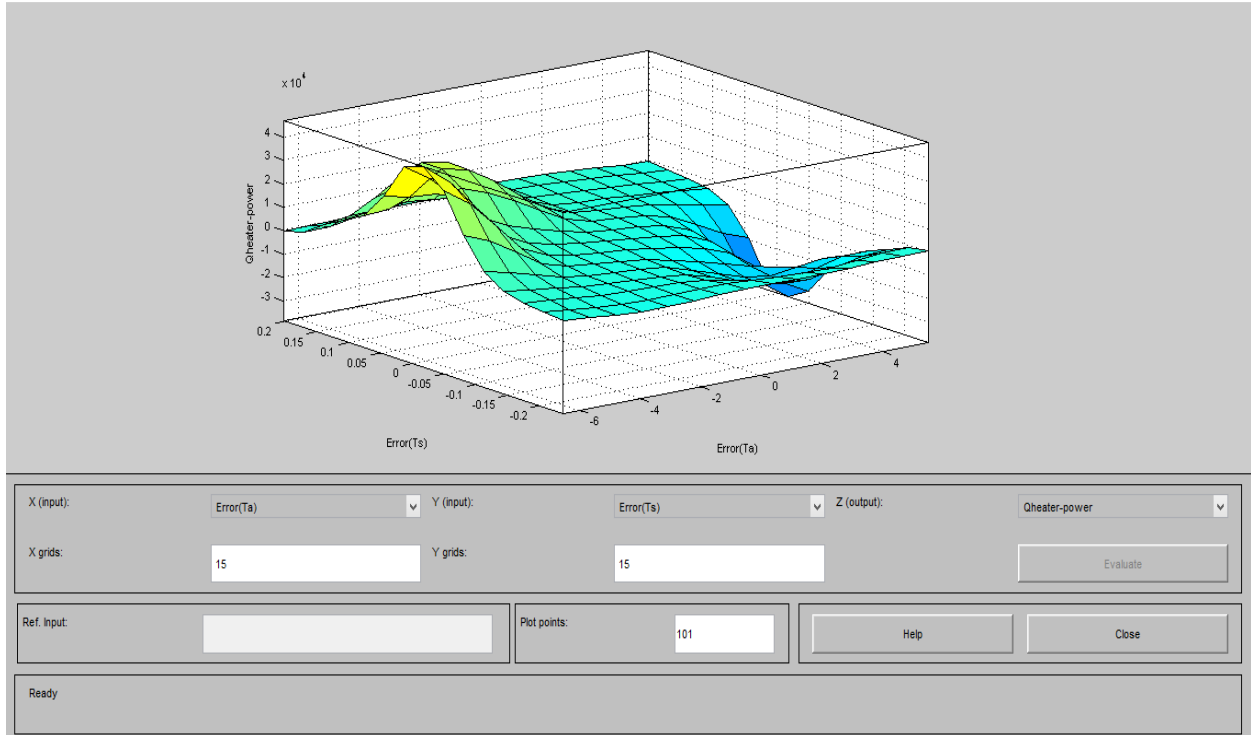 x 10^4
Qheater-power
4
3
2
1
0
-1
-2
-3
0.2
0.15
0.1
0.05
0
-0.05
-0.1
-0.15
-0.2
-6
-4
-2
0
2
4
Error(Ts)
Error(Ta)
X (input): Error(Ta) Y (input): Error(Ts) Z (output): Qheater-power
X grids: 15 Y grids: 15 Evaluate
Ref. Input: Plot points: 101 Help Close
Ready